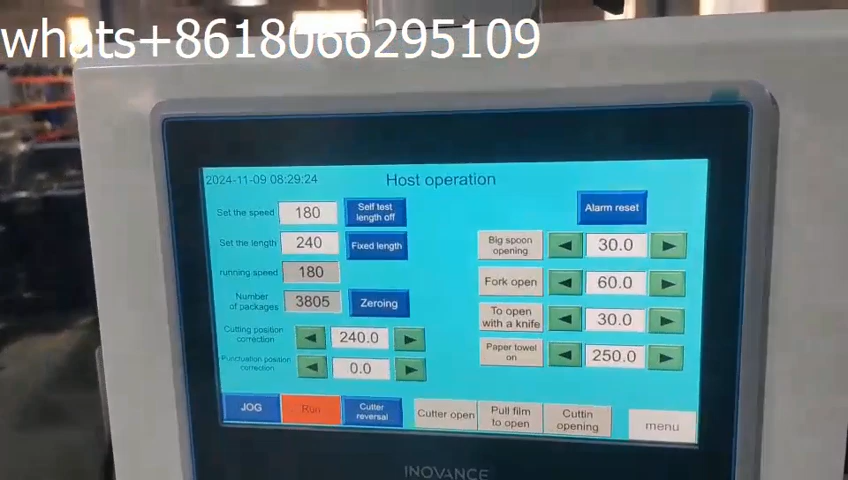 whats+8618066295109
2024-11-09 08:29:24
Host operation
Set the speed
180
Self test
length off
Alarm reset
Set the length
240
Fixed length
Big spoon
opening
30.0
running speed
180
Fork open
60.0
Number
of packages
3805
Zeroing
To open
with a knife
30.0
Cutting position
correction
240.0
Paper towel
on
250.0
Punctuation position
correction
0.0
JOG
Run
Cutter
reversal
Cutter open
Pull film
to open
Cuttin
opening
menu
INOVANCE